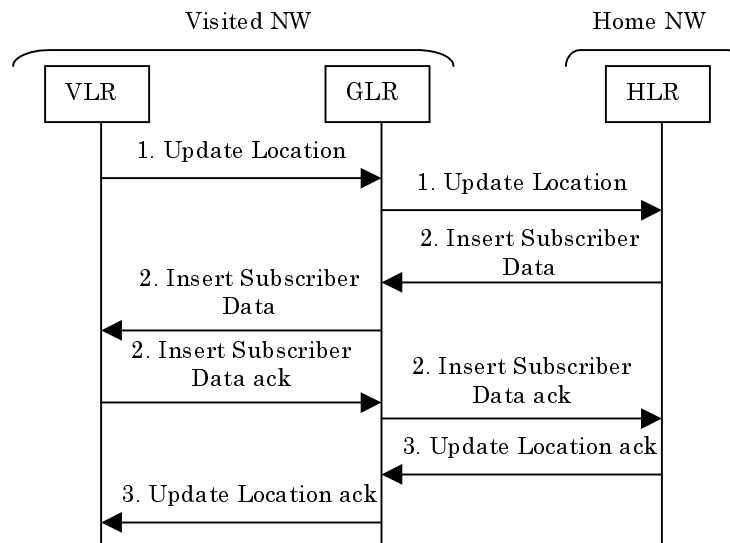 Visited NW
Home NW
VLR
GLR
HLR
1. Update Location
1. Update Location
2. Insert Subscriber
Data
2. Insert Subscriber
Data
2. Insert Subscriber
Data ack
2. Insert Subscriber
Data ack
3. Update Location ack
3. Update Location ack